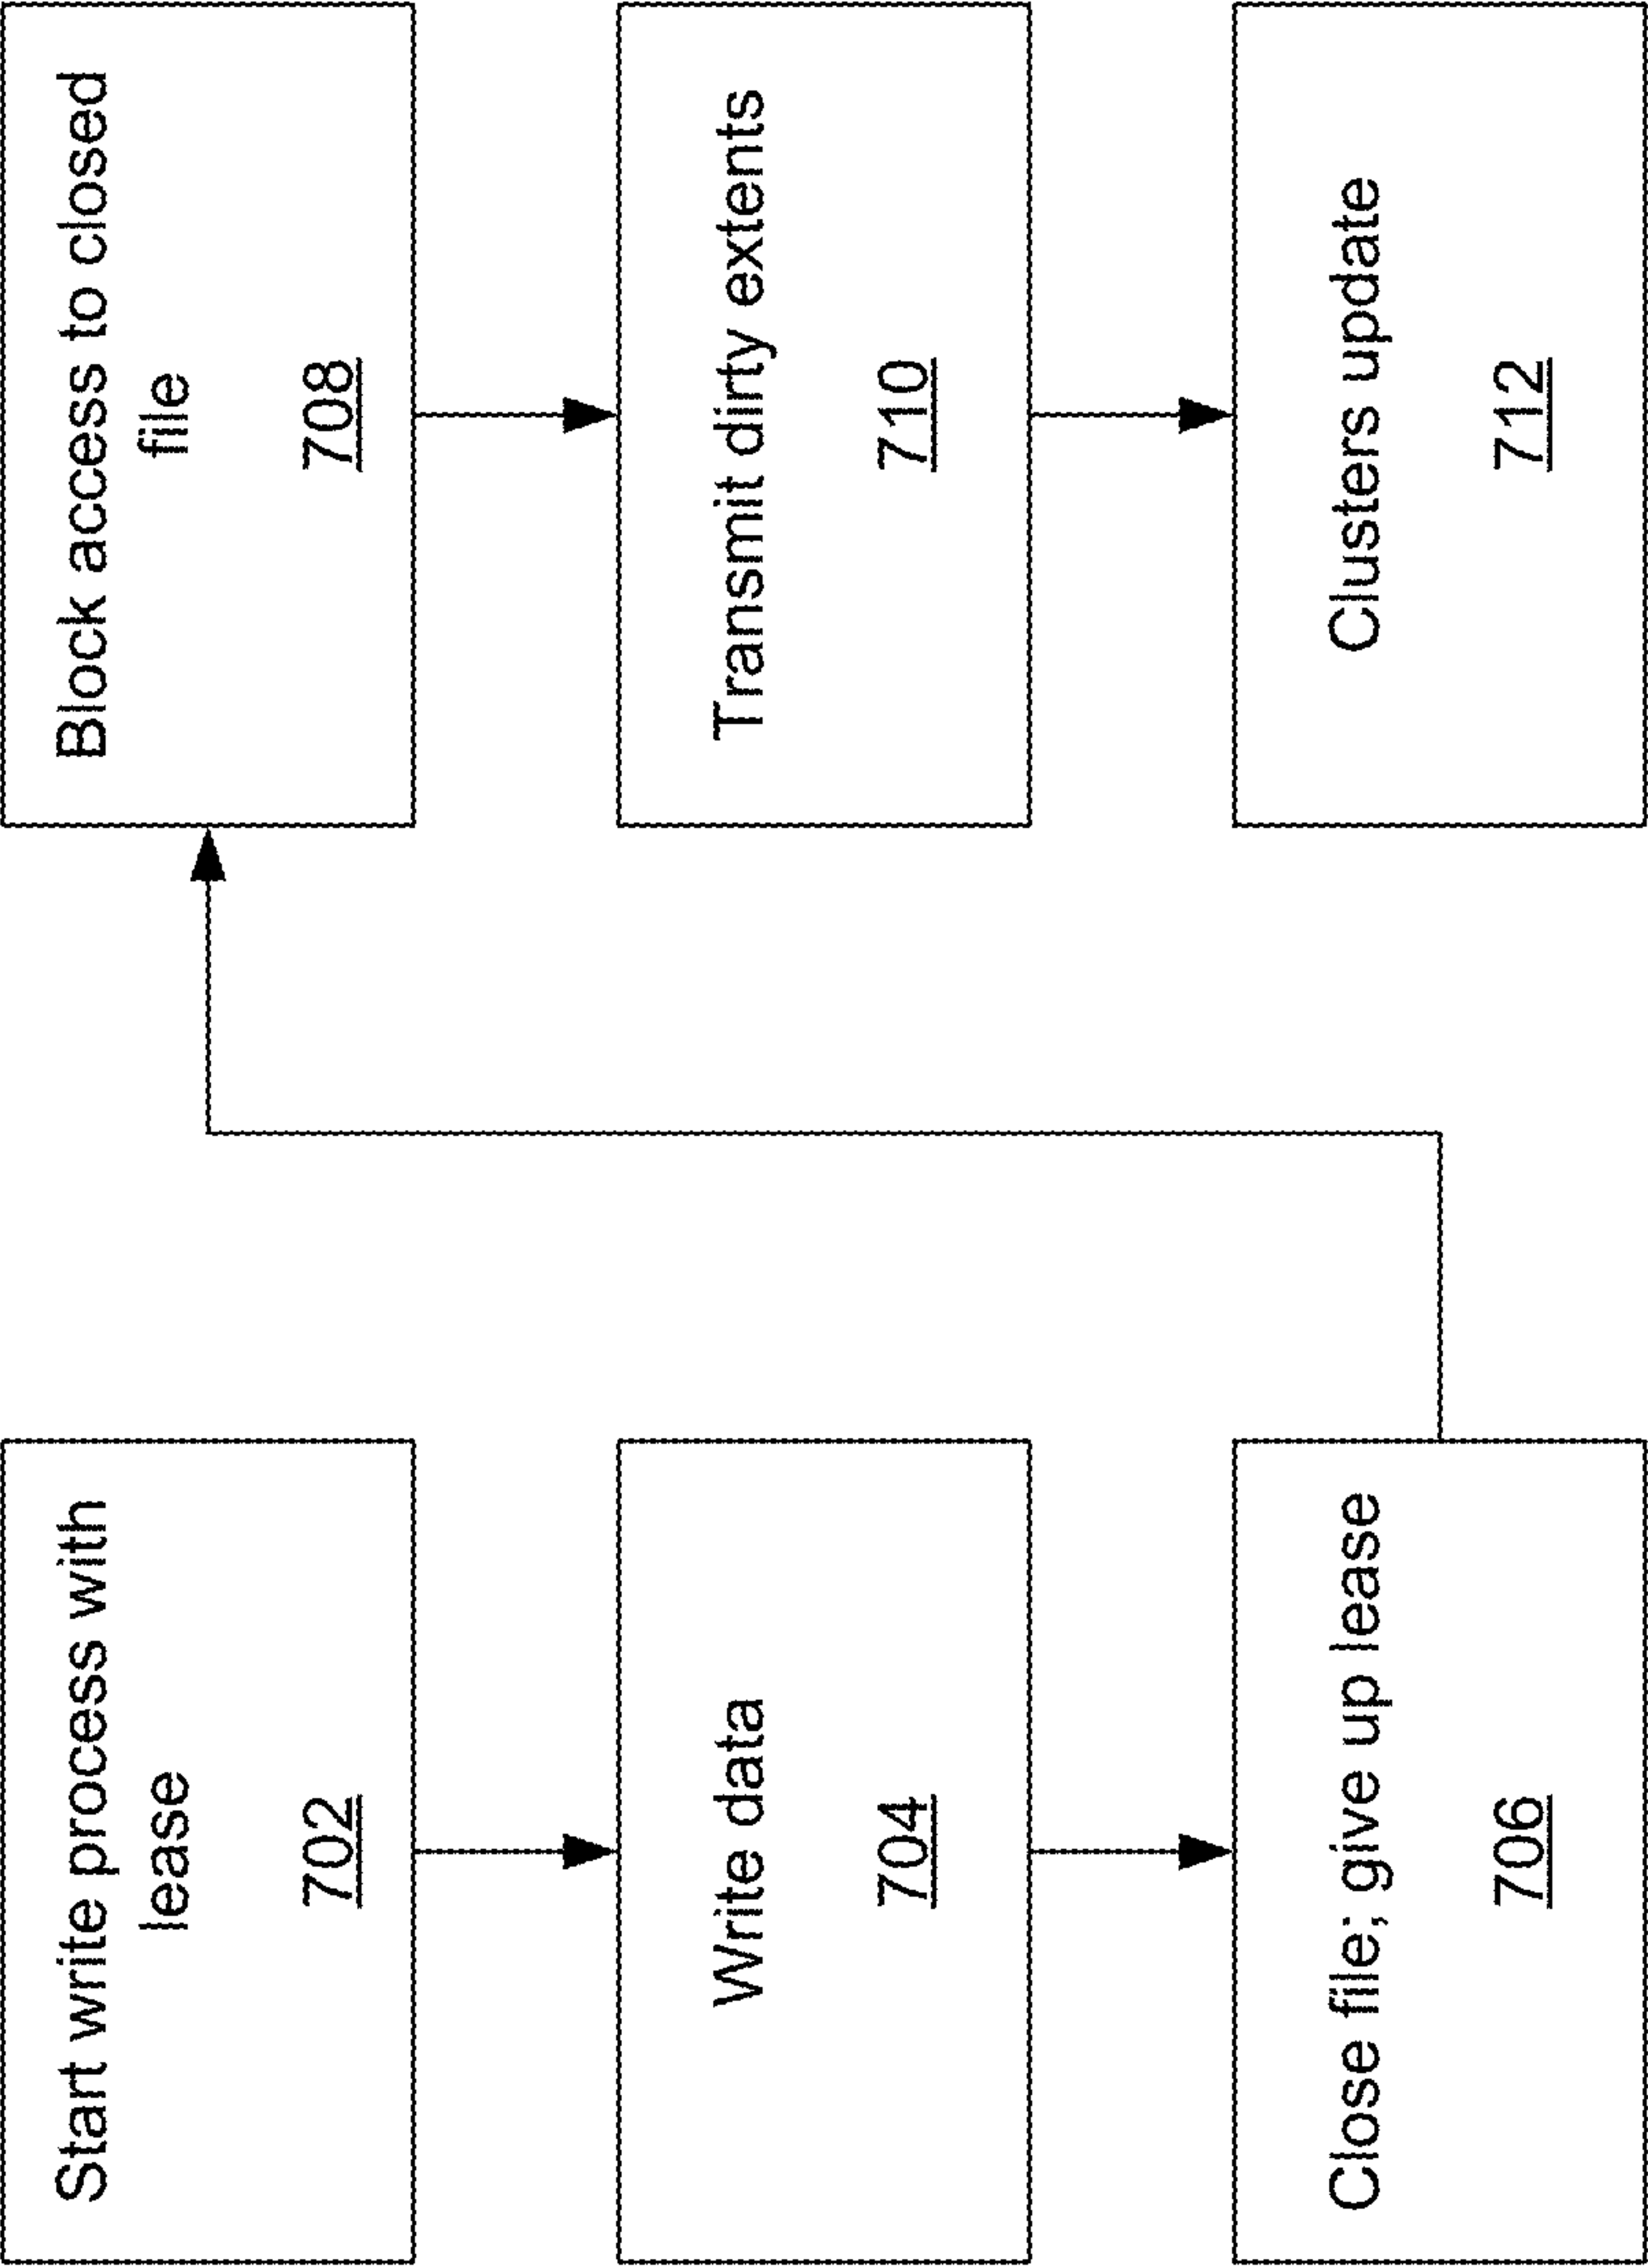 Start write process with
lease
702
Write data
704
Close file; give up lease
706
Block access to closed
file
708
Transmit dirty extents
710
Clusters update
712